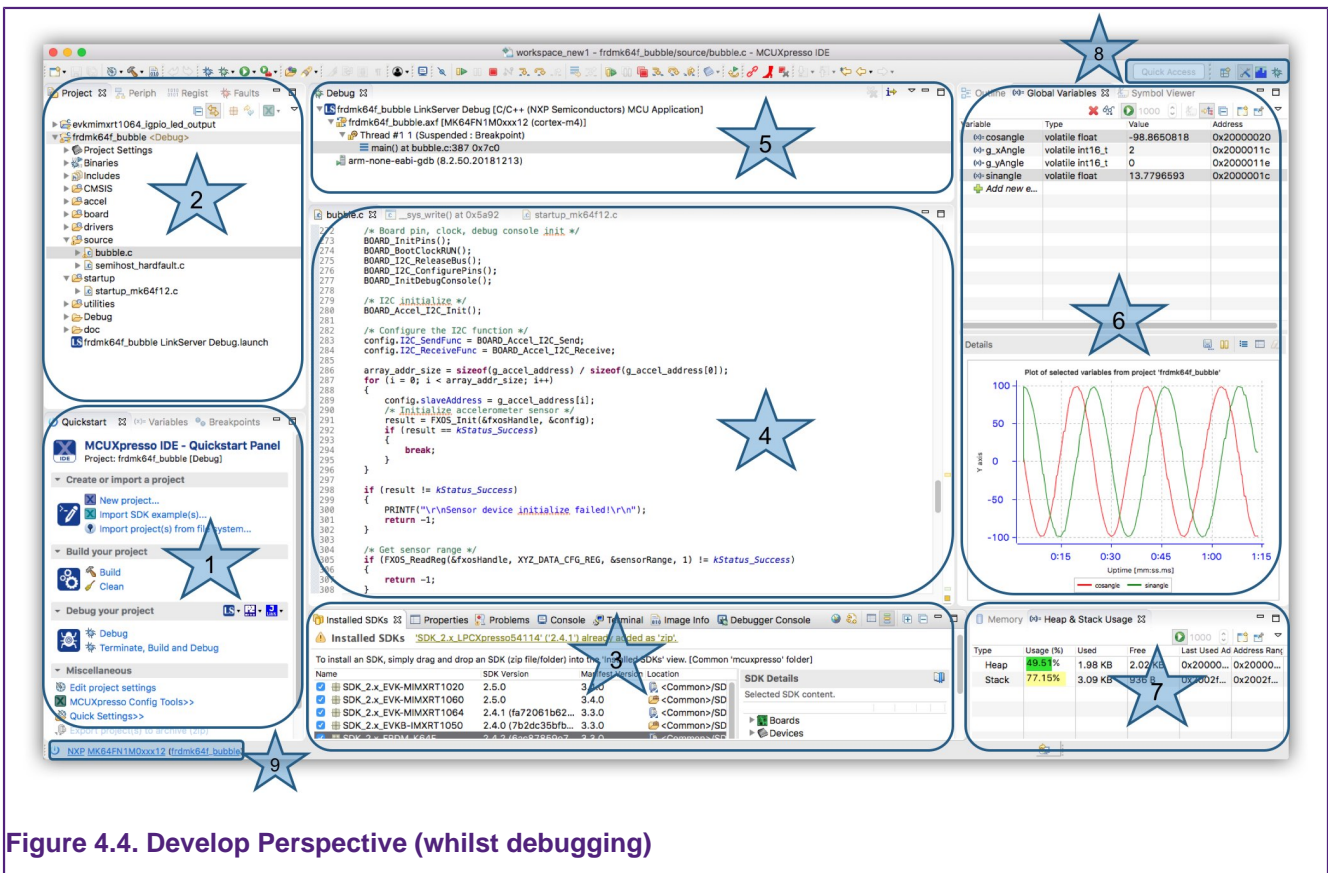 workspace_new1 - frdmk64f_bubble/source/bubble.c - MCUXpresso IDE
8
Quick Access
Project Periph Regist Faults
evkmimxrt1064_igpio_led_output
frdmk64f_bubble <Debug>
Project Settings
Binaries
Includes
CMSIS
accel
board
drivers
source
bubble.c
semihost_hardfault.c
startup
startup_mk64f12.c
utilities
Debug
doc
frdmk64f_bubble LinkServer Debug.launch
2
Debug
frdmk64f_bubble LinkServer Debug [C/C++ (NXP Semiconductors) MCU Application]
frdmk64f_bubble.axf [MK64FN1M0xxx12 (cortex-m4)]
Thread #1 1 (Suspended : Breakpoint)
main() at bubble.c:387 0x7c0
arm-none-eabi-gdb (8.2.50.20181213)
5
Outline Global Variables Symbol Viewer
1000
Variable Type Value Address
cosangle volatile float -98.8650818 0x20000020
g_xAngle volatile int16_t 2 0x2000011c
g_yAngle volatile int16_t 0 0x2000011e
sinangle volatile float 13.7796593 0x2000001c
Add new e...
6
Details
Plot of selected variables from project 'frdmk64f_bubble'
100
50
0
-50
-100
Y axis
0:15 0:30 0:45 1:00 1:15
Uptime [mm:ss.ms]
cosangle sinangle
bubble.c __sys_write() at 0x5a92 startup_mk64f12.c
272 /* Board pin, clock, debug console init */
273 BOARD_InitPins();
274 BOARD_BootClockRUN();
275 BOARD_I2C_ReleaseBus();
276 BOARD_I2C_ConfigurePins();
277 BOARD_InitDebugConsole();
278
279 /* I2C initialize */
280 BOARD_Accel_I2C_Init();
281
282 /* Configure the I2C function */
283 config.I2C_SendFunc = BOARD_Accel_I2C_Send;
284 config.I2C_ReceiveFunc = BOARD_Accel_I2C_Receive;
285
286 array_addr_size = sizeof(g_accel_address) / sizeof(g_accel_address[0]);
287 for (i = 0; i < array_addr_size; i++)
288 {
289 config.slaveAddress = g_accel_address[i];
290 /* Initialize accelerometer sensor */
291 result = FXOS_Init(&fxosHandle, &config);
292 if (result == kStatus_Success)
293 {
294 break;
295 }
296 }
297
298 if (result != kStatus_Success)
299 {
300 PRINTF("\r\nSensor device initialize failed!\r\n");
301 return -1;
302 }
303
304 /* Get sensor range */
305 if (FXOS_ReadReg(&fxosHandle, XYZ_DATA_CFG_REG, &sensorRange, 1) != kStatus_Success)
306 {
307 return -1;
308 }
4
Quickstart Variables Breakpoints
MCUXpresso IDE - Quickstart Panel
IDE
Project: frdmk64f_bubble [Debug]
Create or import a project
New project...
Import SDK example(s)...
Import project(s) from file system...
Build your project
Build
Clean
Debug your project
LS
Debug
Terminate, Build and Debug
Miscellaneous
Edit project settings
MCUXpresso Config Tools>>
Quick Settings>>
Export project(s) to archive (zip)
1
NXP MK64FN1M0xxx12 (frdmk64f_bubble)
9
Installed SDKs Properties Problems Console Terminal Image Info Debugger Console
Installed SDKs 'SDK_2.x_LPCXpresso54114' ('2.4.1') already added as 'zip'.
To install an SDK, simply drag and drop an SDK (zip file/folder) into the 'Installed SDKs' view. [Common 'mcuxpresso' folder]
Name SDK Version Manifest Version Location
SDK_2.x_EVK-MIMXRT1020 2.5.0 <Common>/SD
SDK_2.x_EVK-MIMXRT1060 2.5.0 3.4.0 <Common>/SD
SDK_2.x_EVK-MIMXRT1064 2.4.1 (fa72061b62... 3.3.0 <Common>/SD
SDK_2.x_EVKB-IMXRT1050 2.4.0 (7b2dc35bfb... 3.3.0 <Common>/SD
SDK_2.x_FRDM-K64F
3
SDK Details
Selected SDK content.
Boards
Devices
Memory Heap & Stack Usage
1000
Type Usage (%) Used Free Last Used Ad Address Rang
Heap 49.51% 1.98 KB 2.02 KB 0x20000... 0x20000...
Stack 77.15% 3.09 KB 936 B 0x2002f...
7
Figure 4.4. Develop Perspective (whilst debugging)